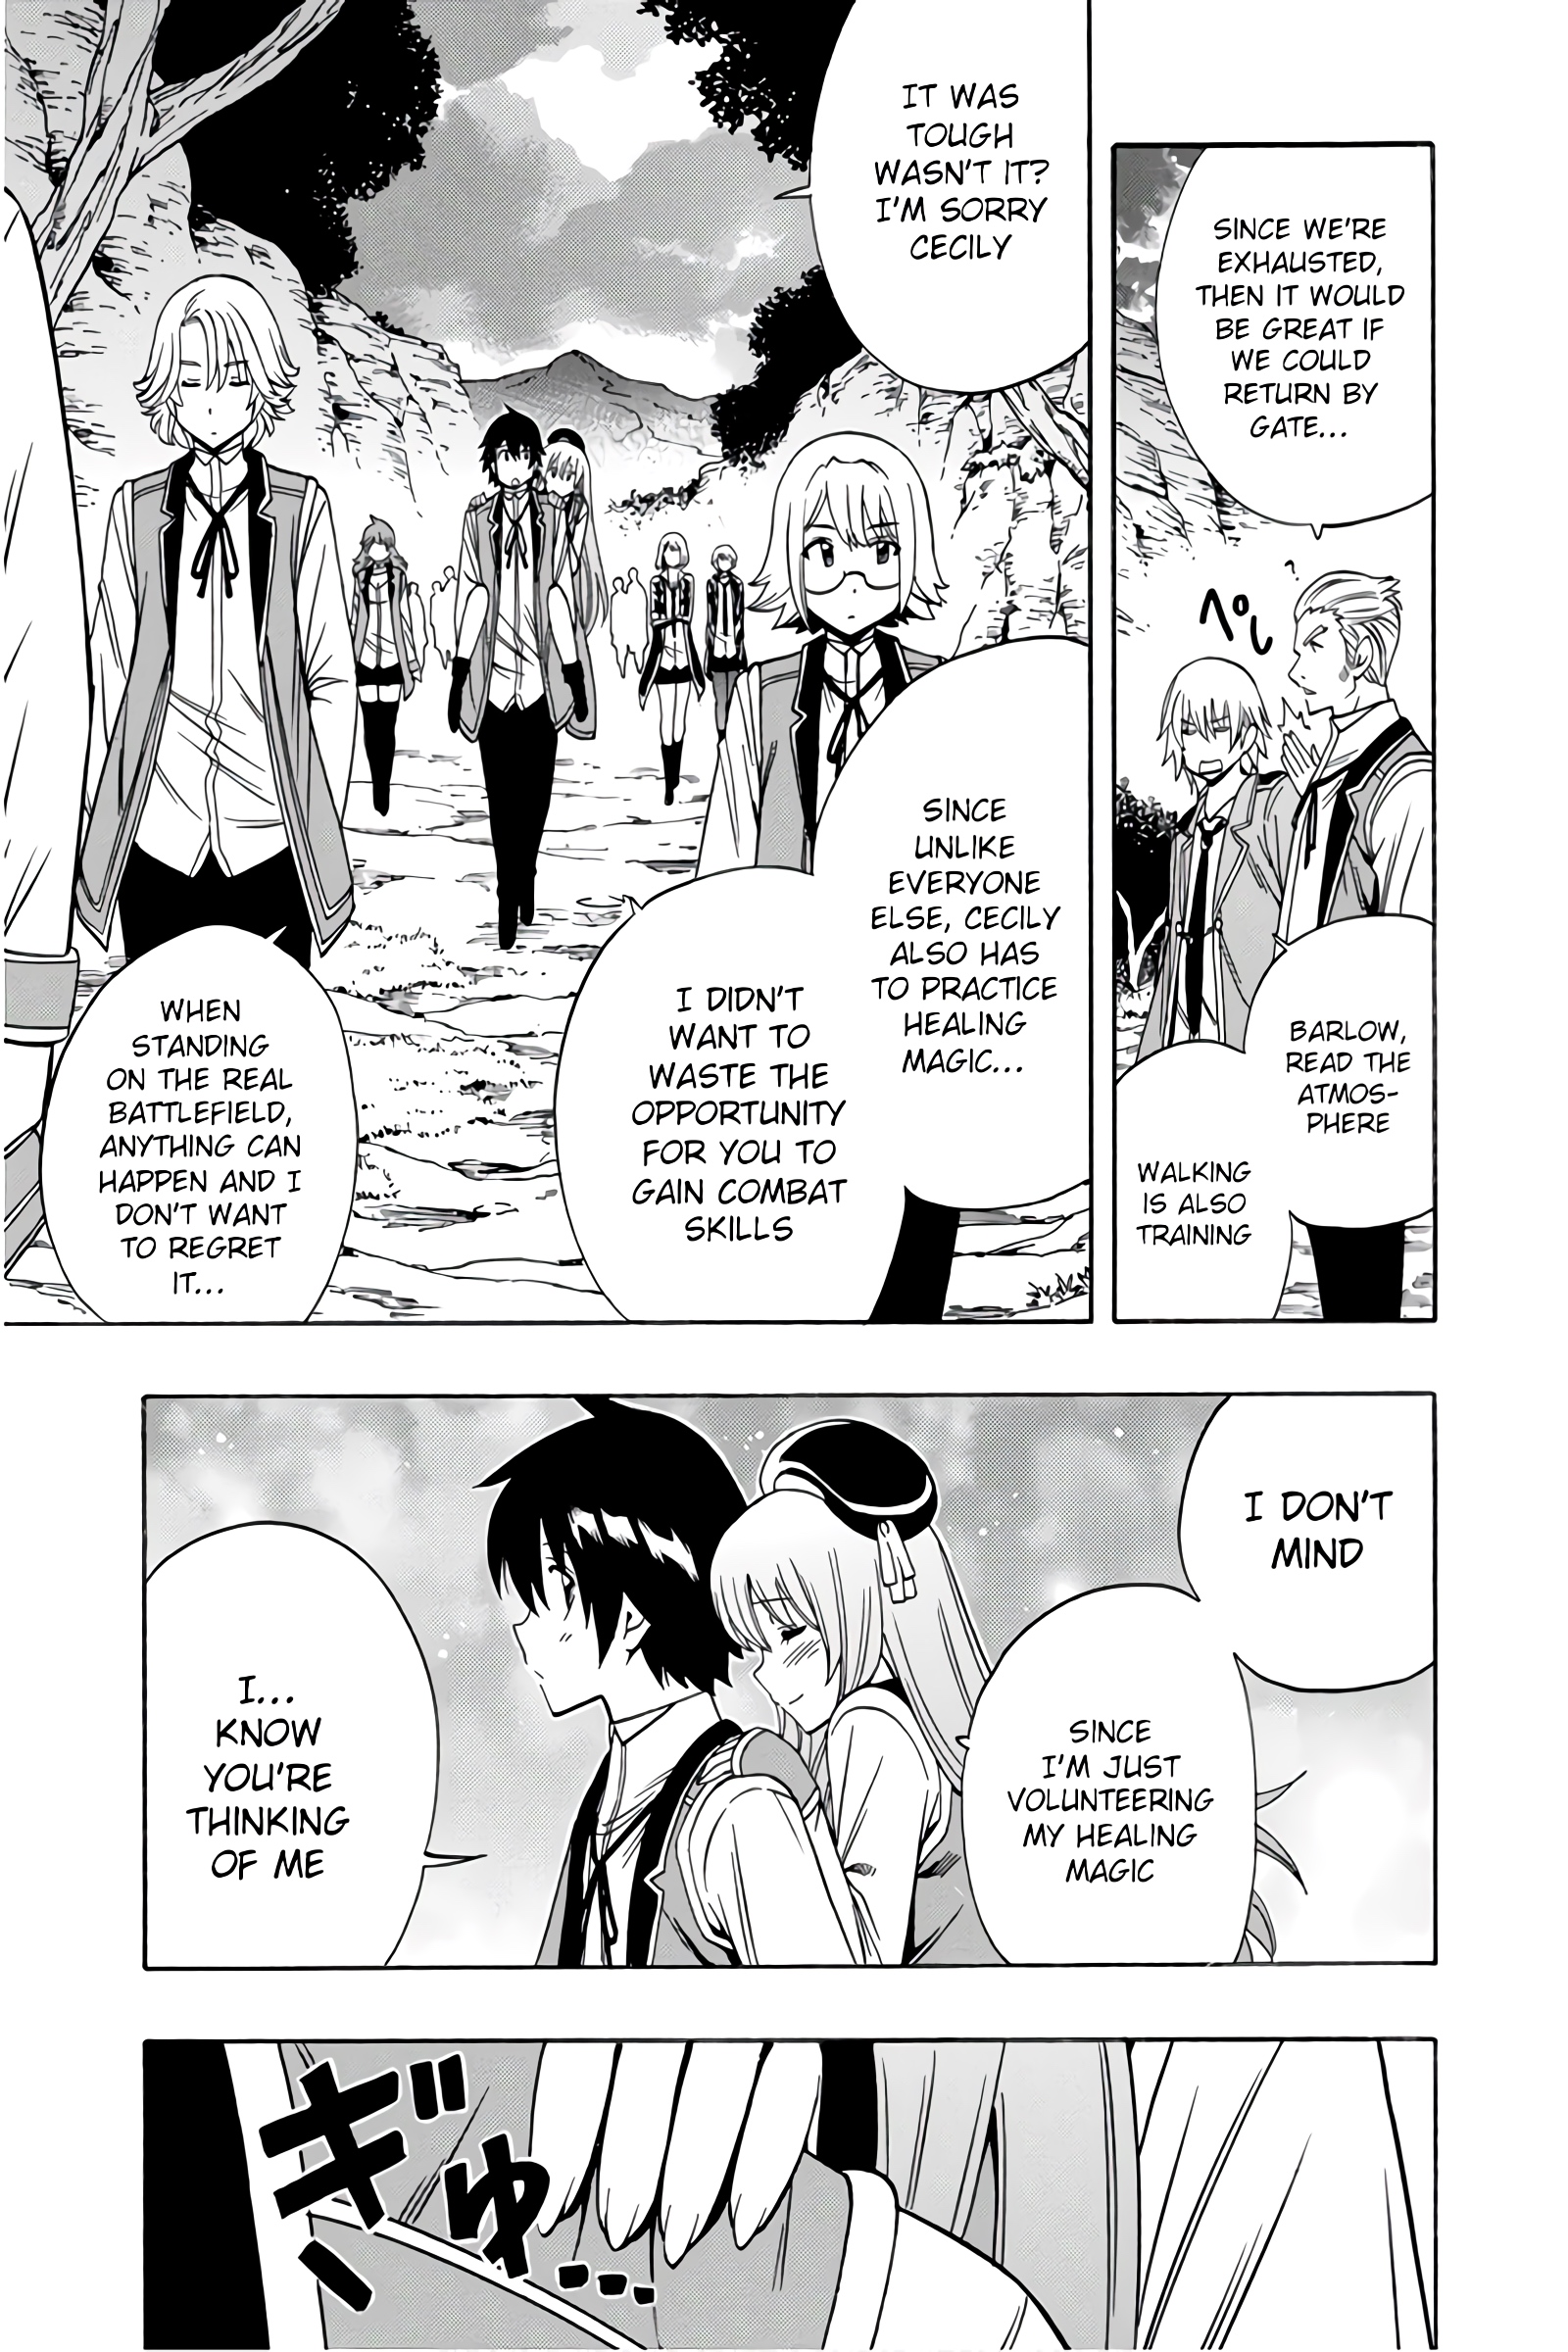 SINCE WE'RE
EXHAUSTED,
THEN IT WOULD
BE GREAT IF
WE COULD
RETURN BY
GATE...
?
ペし
BARLOW,
READ THE
ATMOS-
PHERE
WALKING
IS ALSO
TRAINING
IT WAS
TOUGH
WASN'T IT?
I'M SORRY
CECILY
SINCE
UNLIKE
EVERYONE
ELSE, CECILY
ALSO HAS
TO PRACTICE
HEALING
MAGIC...
I DIDN'T
WANT TO
WASTE THE
OPPORTUNITY
FOR YOU TO
GAIN COMBAT
SKILLS
WHEN
STANDING
ON THE REAL
BATTLEFIELD,
ANYTHING CAN
HAPPEN AND I
DON'T WANT
TO REGRET
IT...
I DON'T
MIND
SINCE
I'M JUST
VOLUNTEERING
MY HEALING
MAGIC
I...
KNOW
YOU'RE
THINKING
OF ME
ギゅ…